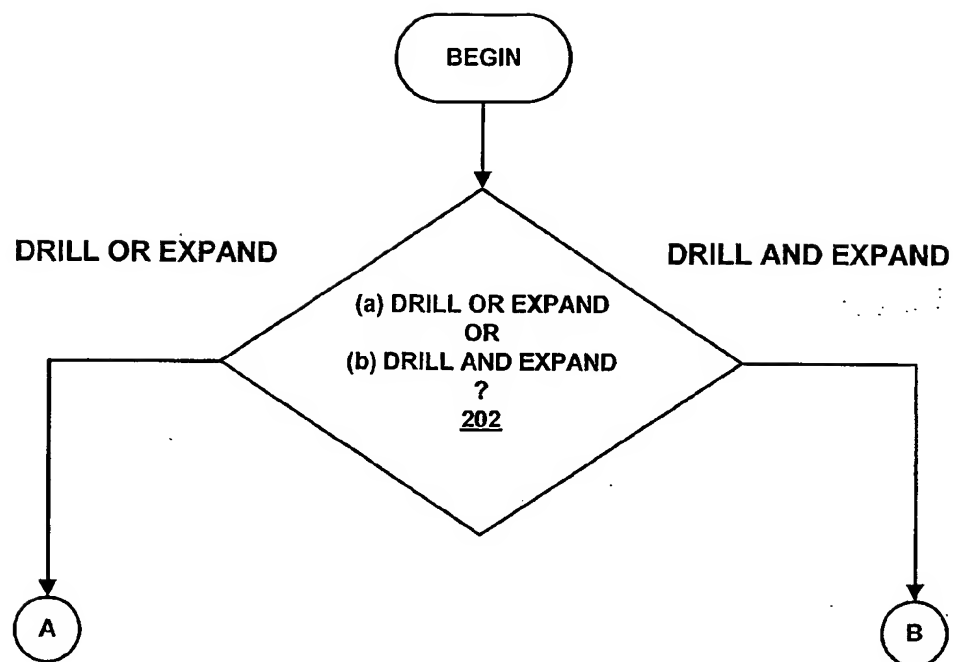 BEGIN
DRILL OR EXPAND
DRILL AND EXPAND
(a) DRILL OR EXPAND
OR
(b) DRILL AND EXPAND
?
202
A
B